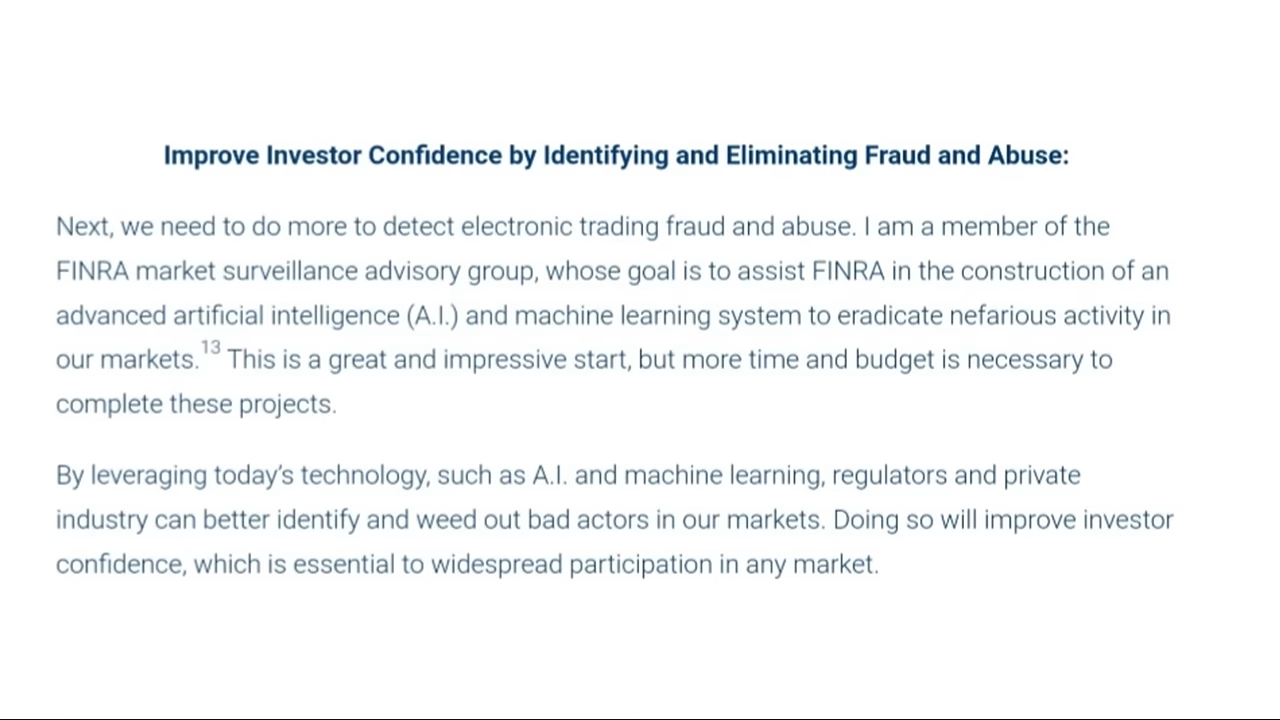 Improve Investor Confidence by Identifying and Eliminating Fraud and Abuse:
Next, we need to do more to detect electronic trading fraud and abuse. I am a member of the
FINRA market surveillance advisory group, whose goal is to assist FINRA in the construction of an
advanced artificial intelligence (A.I.) and machine learning system to eradicate nefarious activity in
our markets.13 This is a great and impressive start, but more time and budget is necessary to
complete these projects.
By leveraging today's technology, such as A.I. and machine learning, regulators and private
industry can better identify and weed out bad actors in our markets. Doing so will improve investor
confidence, which is essential to widespread participation in any market.